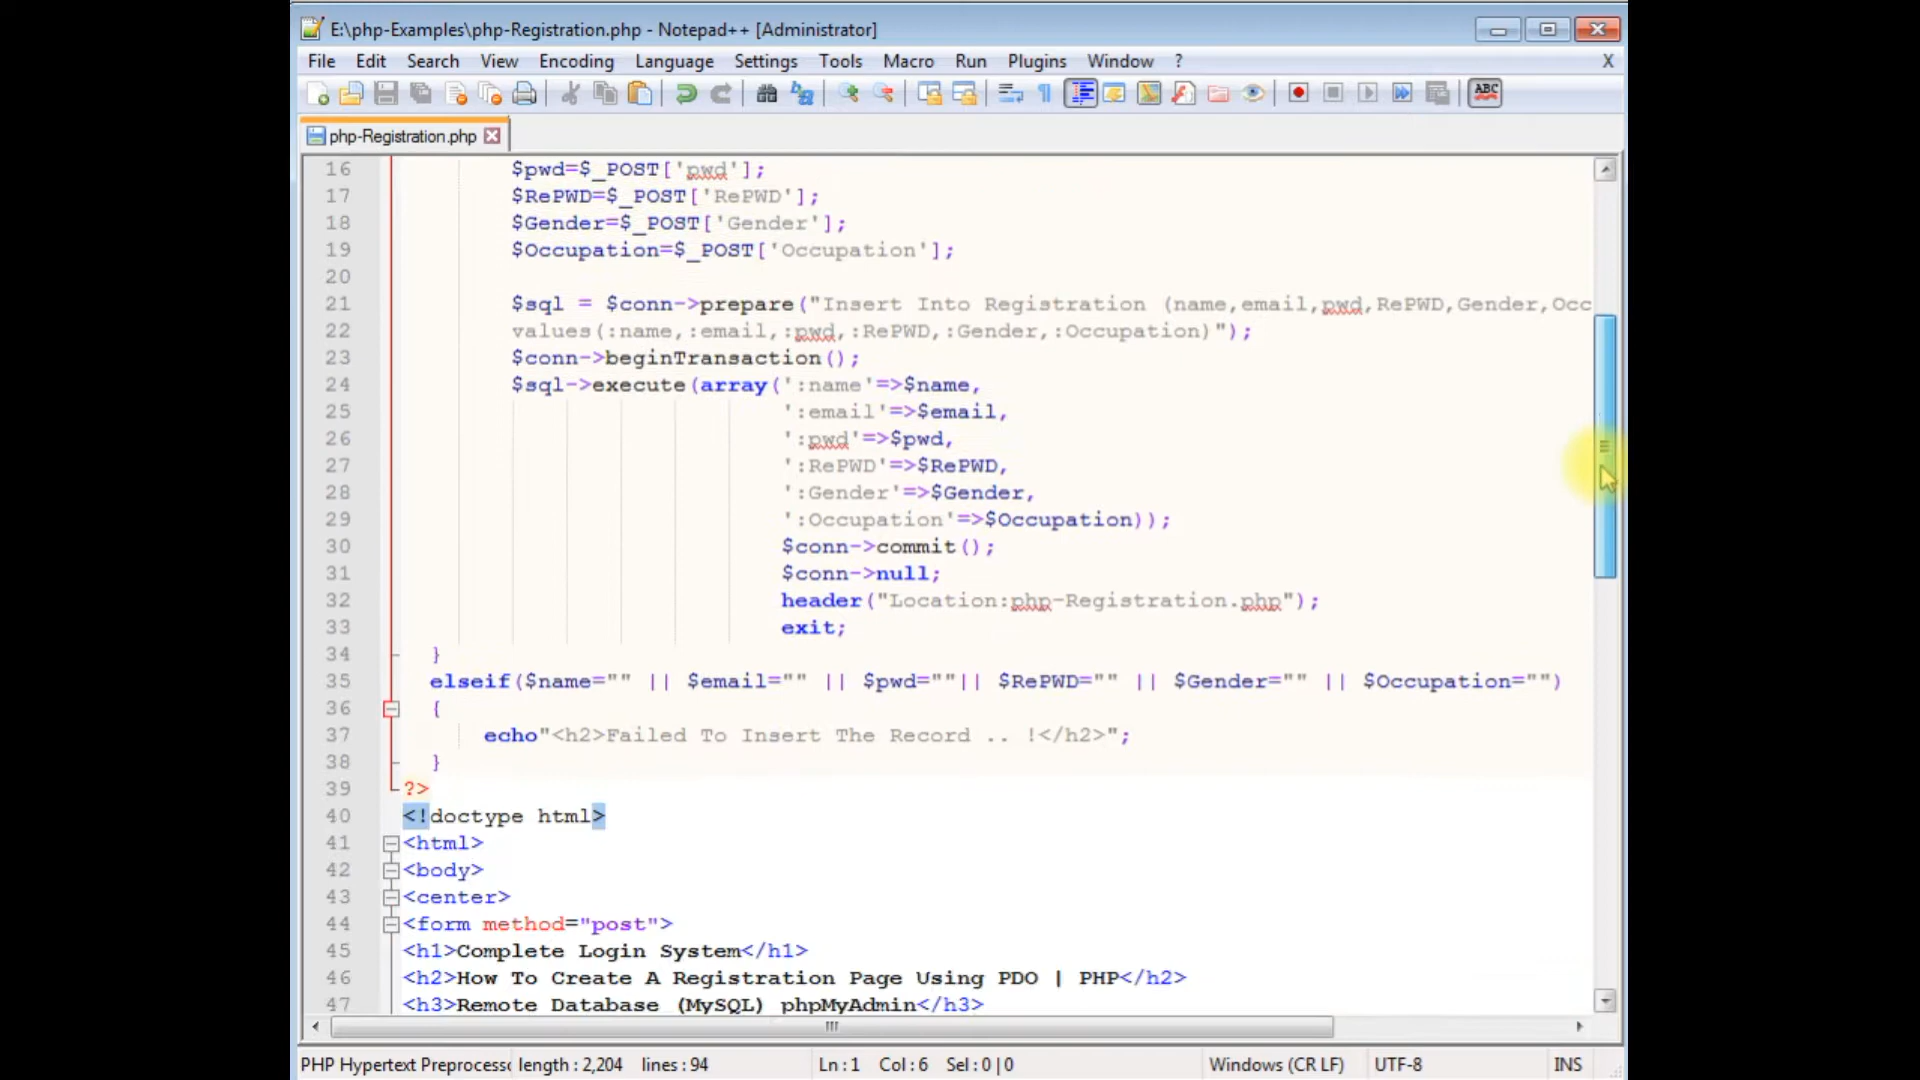 E:\php-Examples\php-Registration.php - Notepad++ [Administrator]
File Edit Search View Encoding Language Settings Tools Macro Run Plugins Window ? X
ABC
php-Registration.php
16 $pwd=$_POST['pwd'];
17 $RePWD=$_POST['RePWD'];
18 $Gender=$_POST['Gender'];
19 $Occupation=$_POST['Occupation'];
20
21 $sql = $conn->prepare("Insert Into Registration (name,email,pwd,RePWD,Gender,Occ
22 values(:name,:email,:pwd,:RePWD,:Gender,:Occupation)");
23 $conn->beginTransaction();
24 $sql->execute(array(':name'=>$name,
25 ':email'=>$email,
26 ':pwd'=>$pwd,
27 ':RePWD'=>$RePWD,
28 ':Gender'=>$Gender,
29 ':Occupation'=>$Occupation));
30 $conn->commit();
31 $conn->null;
32 header("Location:php-Registration.php");
33 exit;
34 }
35 elseif($name="" || $email="" || $pwd=""|| $RePWD="" || $Gender="" || $Occupation="")
36 {
37 echo"<h2>Failed To Insert The Record .. !</h2>";
38 }
39 ?>
40 <!doctype html>
41 <html>
42 <body>
43 <center>
44 <form method="post">
45 <h1>Complete Login System</h1>
46 <h2>How To Create A Registration Page Using PDO | PHP</h2>
47 <h3>Remote Database (MySQL) phpMyAdmin</h3>
PHP Hypertext Preprocesso length : 2,204 lines : 94 Ln : 1 Col : 6 Sel : 0 | 0 Windows (CR LF) UTF-8 INS